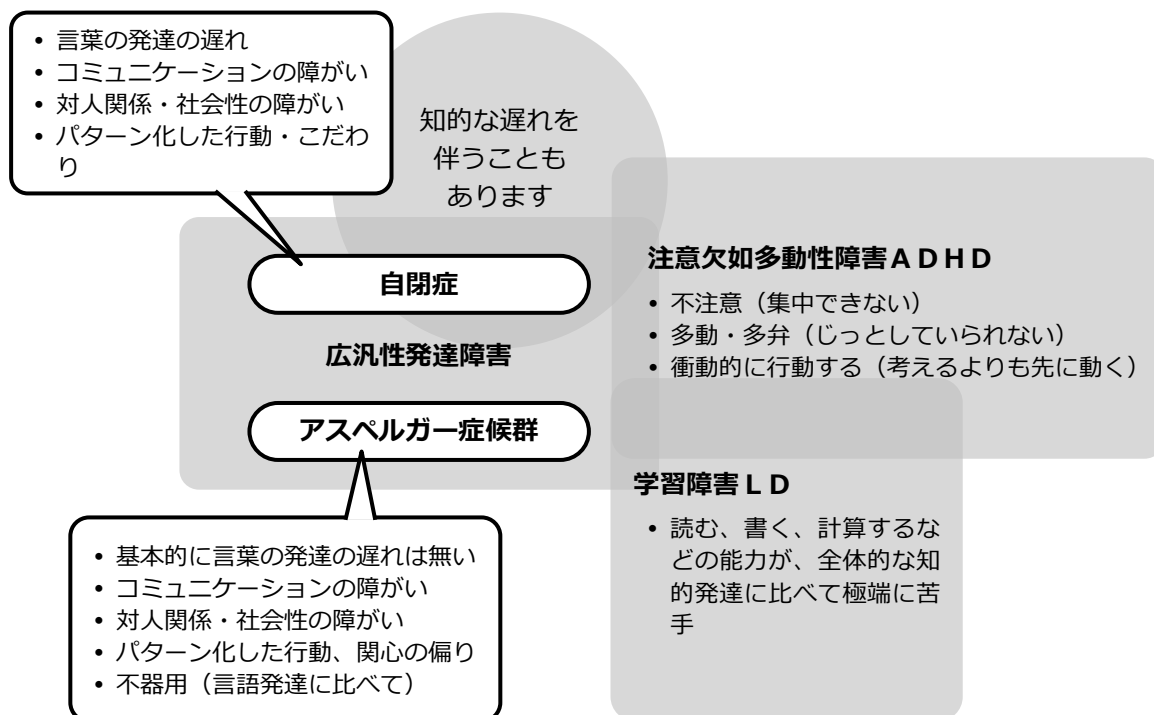 • 言葉の発達の遅れ
• コミュニケーションの障がい
• 対人関係・社会性の障がい
• パターン化した行動・こだわ
り
知的な遅れを
伴うことも
あります
自閉症
広汎性発達障害
アスペルガー症候群
• 基本的に言葉の発達の遅れは無い
• コミュニケーションの障がい
• 対人関係・社会性の障がい
• パターン化した行動、関心の偏り
• 不器用（言語発達に比べて）
注意欠如多動性障害ＡＤＨＤ
• 不注意（集中できない）
• 多動・多弁（じっとしていられない）
• 衝動的に行動する（考えるよりも先に動く）
学習障害ＬＤ
• 読む、書く、計算するな
どの能力が、全体的な知
的発達に比べて極端に苦
手